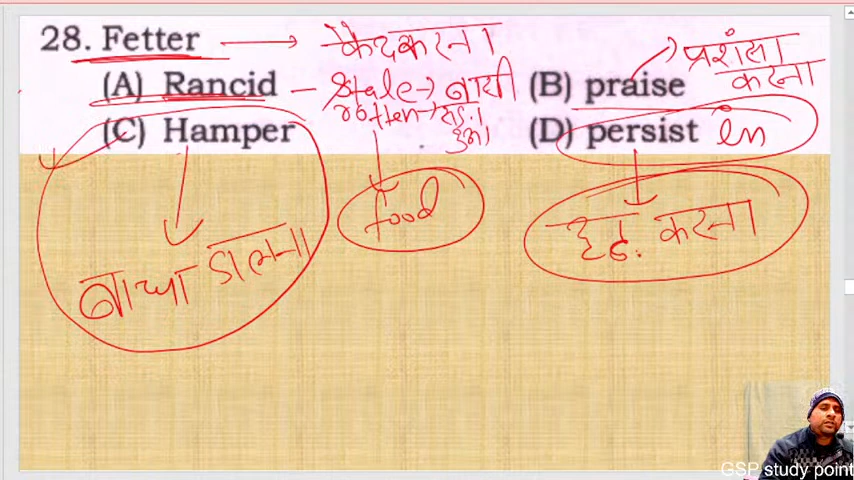 28. Fetter → कैद करना
(A) Rancid - Stale → बासी (B) praise → प्रशंसा करना
rotten → सड़ा हुआ
(C) Hamper (D) persist in
food
बाधा डालना
हठ करना
GSP study point